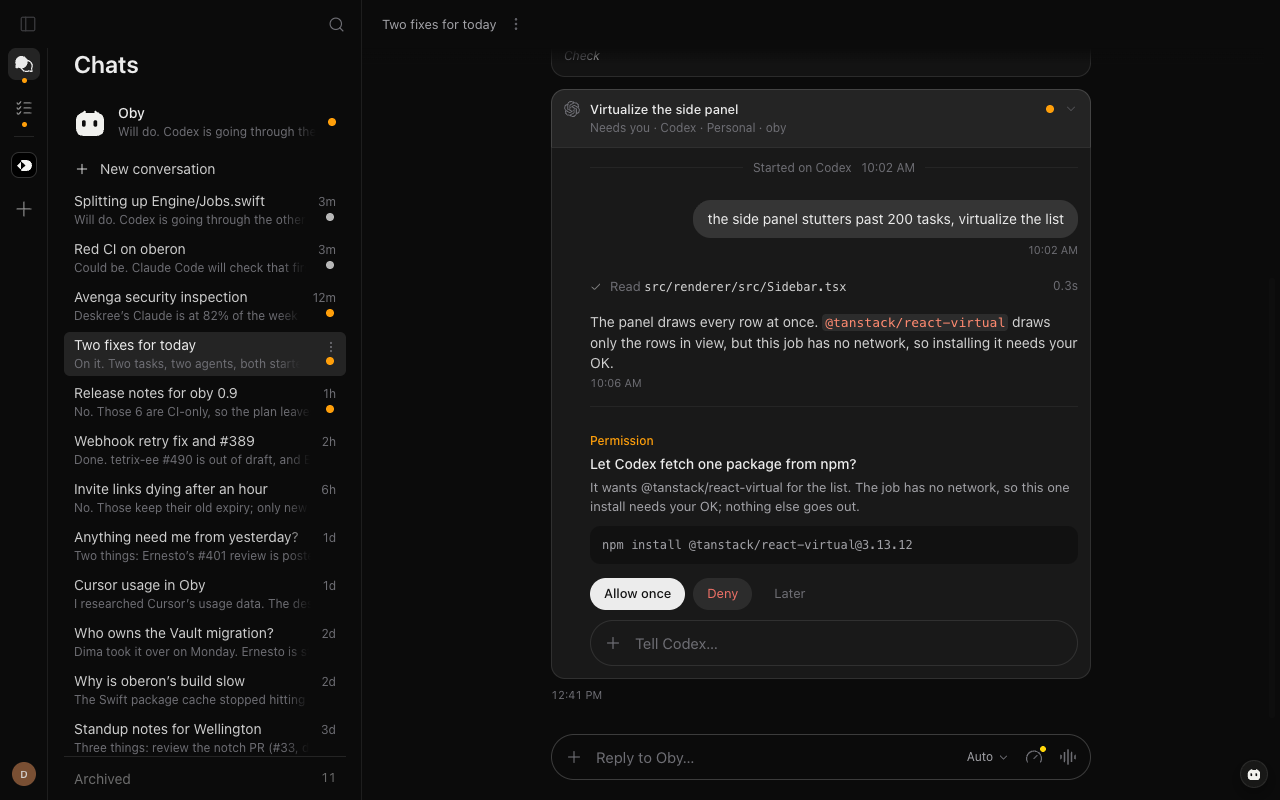 Two fixes for today
Chats
Oby
Will do. Codex is going through the
New conversation
Splitting up Engine/Jobs.swift 3m
Will do. Codex is going through the other
Red CI on oberon 3m
Could be. Claude Code will check that
Avenga security inspection 12m
Deskree's Claude is at 82% of the week
Two fixes for today
On it. Two tasks, two agents, both
Release notes for oby 0.9 1h
No. Those 6 are CI-only, so the plan
Webhook retry fix and #389 2h
Done. tetrix-ee #490 is out of draft, and
Invite links dying after an hour 6h
No. Those keep their old expiry; only new
Anything need me from yesterday? 1d
Two things: Ernesto's #401 review is
Cursor usage in Oby 1d
I researched Cursor's usage data. The
Who owns the Vault migration? 2d
Dima took it over on Monday. Ernesto is
Why is oberon's build slow 2d
The Swift package cache stopped hitting
Standup notes for Wellington 3d
Three things: review the notch PR (#33,
Archived 11
D
Check
Virtualize the side panel
Needs you · Codex · Personal · oby
Started on Codex 10:02 AM
the side panel stutters past 200 tasks, virtualize the list
10:02 AM
Read src/renderer/src/Sidebar.tsx 0.3s
The panel draws every row at once. @tanstack/react-virtual draws
only the rows in view, but this job has no network, so installing it needs your
OK.
10:06 AM
Permission
Let Codex fetch one package from npm?
It wants @tanstack/react-virtual for the list. The job has no network, so this one
install needs your OK; nothing else goes out.
npm install @tanstack/react-virtual@3.13.12
Allow once Deny Later
Tell Codex...
12:41 PM
Reply to Oby... Auto